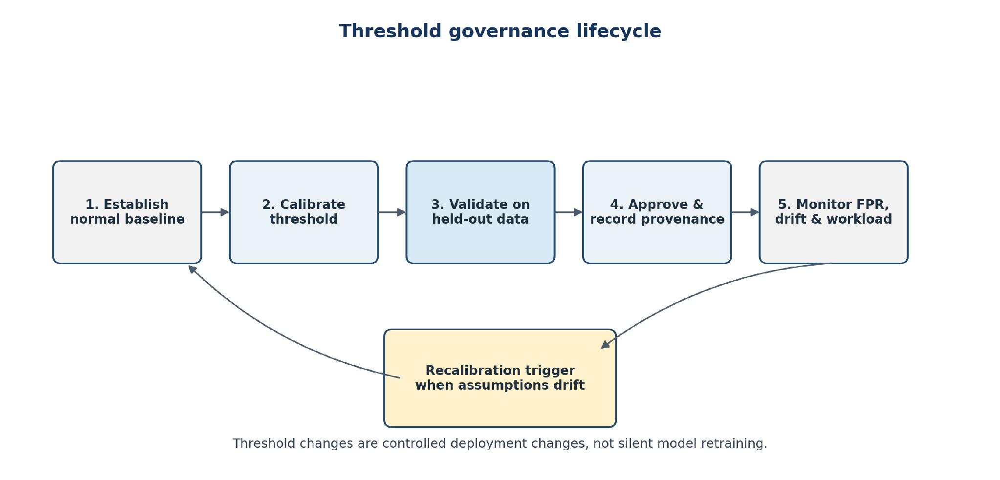 Threshold governance lifecycle
1. Establish
normal baseline
2. Calibrate
threshold
3. Validate on
held-out data
4. Approve &
record provenance
5. Monitor FPR,
drift & workload
Recalibration trigger
when assumptions drift
Threshold changes are controlled deployment changes, not silent model retraining.